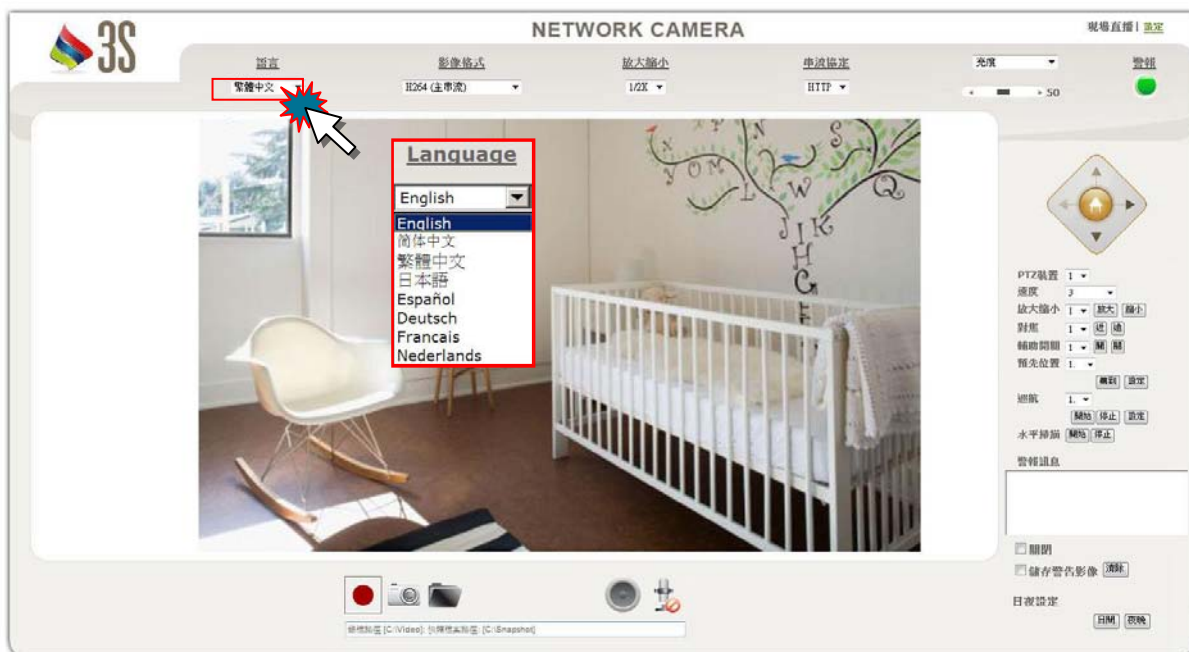 3S
NETWORK CAMERA
現場直播 | 設定
語言
影像格式
放大縮小
串流協定
亮度
警報
繁體中文
H264 (主串流)
1/2X
HTTP
50
Language
English
English
简体中文
繁體中文
日本語
Español
Deutsch
Francais
Nederlands
N
S
Y O M L W Q
J I K
H
G
PTZ裝置 1
速度 3
放大縮小 1 放大 縮小
對焦 1 近 遠
輔助開關 1 開 關
預先位置 1.
設定
巡航 1.
開始 停止 設定
水平掃描 開始 停止
警報訊息
關閉
儲存警告影像 清除
日夜設定
日間 夜晚
錄影路徑 [C:\Video]; 快照檔案路徑: [C:\Snapshot]